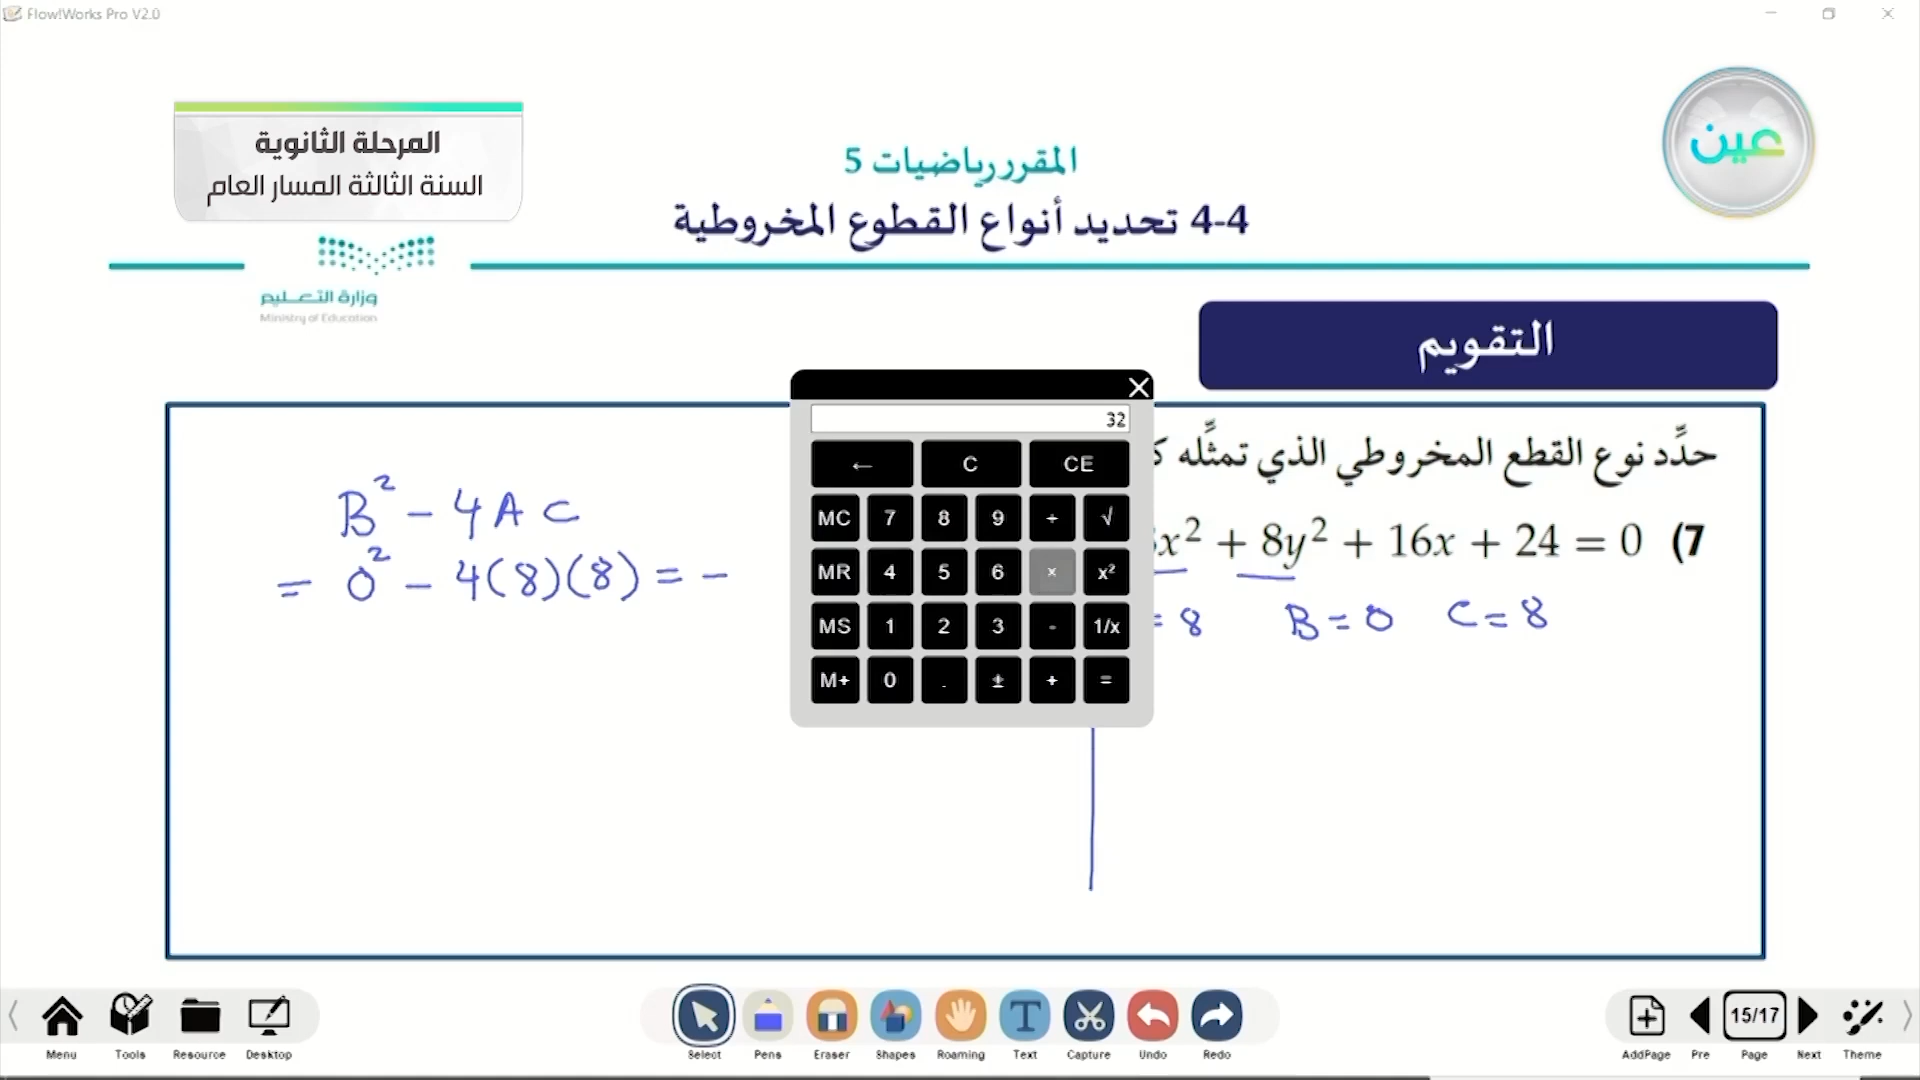 Flow!Works Pro V2.0
المرحلة الثانوية
السنة الثالثة المسار العام
وزارة التعليم
Ministry of Education
المقرر رياضيات 5
4-4 تحديد أنواع القطوع المخروطية
عين
التقويم
حدِّد نوع القطع المخروطي الذي تمثِّله
x² + 8y² + 16x + 24 = 0 (7
= 8 B = 0 C = 8
B² - 4AC
= 0² - 4(8)(8) = -
32
← C CE
MC 7 8 9 ÷ √
MR 4 5 6 × x²
MS 1 2 3 - 1/x
M+ 0 . ± + =
Menu Tools Resource Desktop
Select Pens Eraser Shapes Roaming Text Capture Undo Redo
15/17
AddPage Pre Page Next Theme